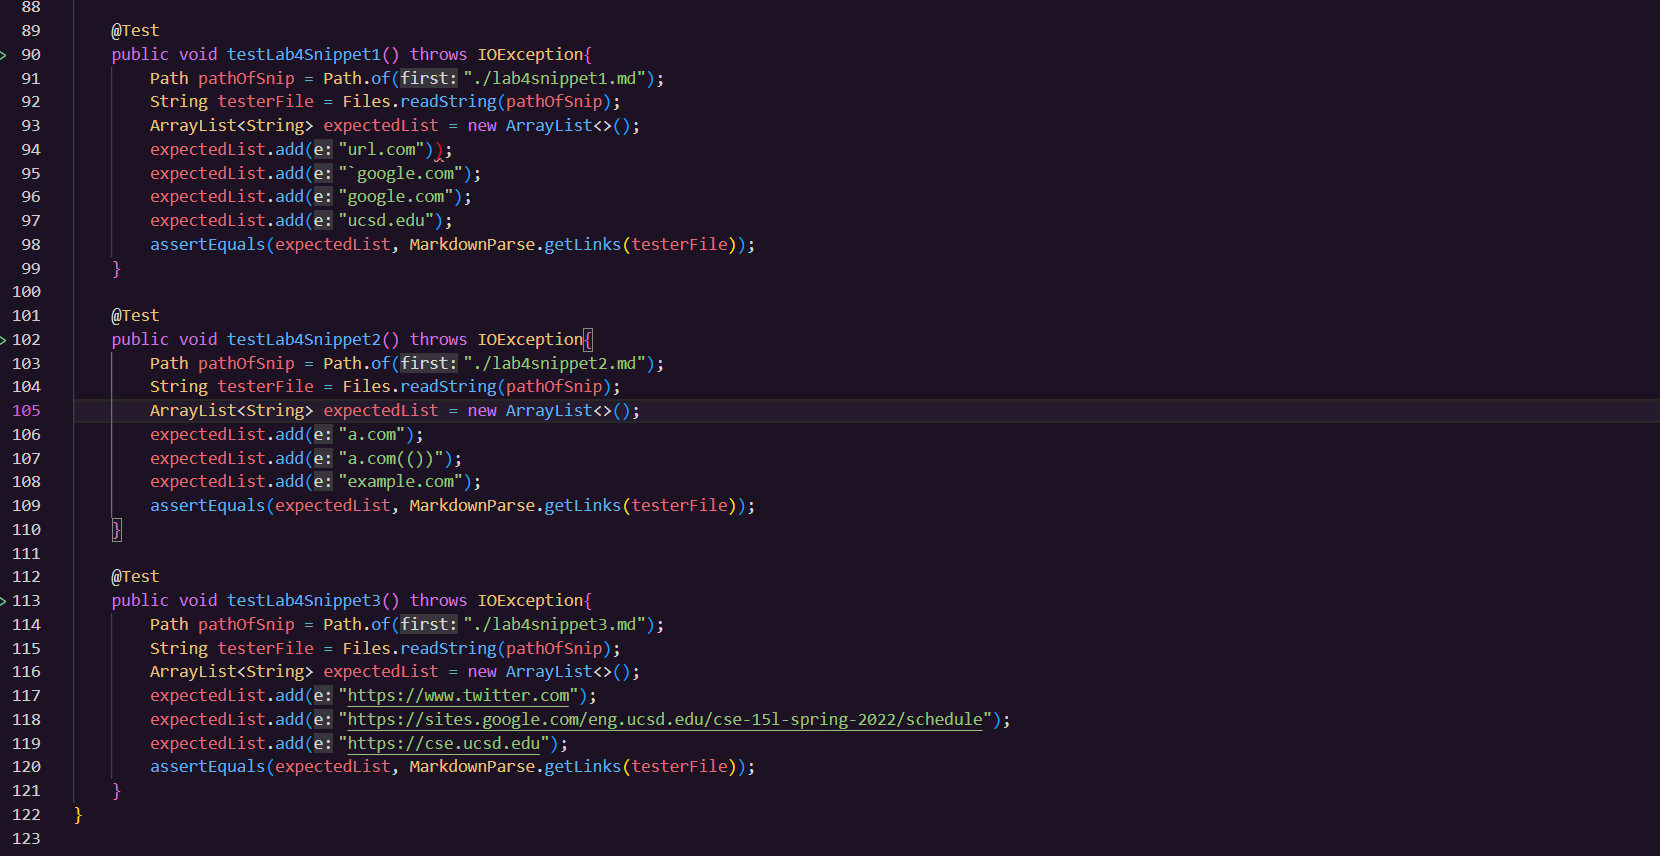 88
89 @Test
90 public void testLab4Snippet1() throws IOException{
91 Path pathOfSnip = Path.of(first: "./lab4snippet1.md");
92 String testerFile = Files.readString(pathOfSnip);
93 ArrayList<String> expectedList = new ArrayList<>();
94 expectedList.add(e: "url.com"));
95 expectedList.add(e: "`google.com");
96 expectedList.add(e: "google.com");
97 expectedList.add(e: "ucsd.edu");
98 assertEquals(expectedList, MarkdownParse.getLinks(testerFile));
99 }
100
101 @Test
102 public void testLab4Snippet2() throws IOException{
103 Path pathOfSnip = Path.of(first: "./lab4snippet2.md");
104 String testerFile = Files.readString(pathOfSnip);
105 ArrayList<String> expectedList = new ArrayList<>();
106 expectedList.add(e: "a.com");
107 expectedList.add(e: "a.com(())");
108 expectedList.add(e: "example.com");
109 assertEquals(expectedList, MarkdownParse.getLinks(testerFile));
110 }
111
112 @Test
113 public void testLab4Snippet3() throws IOException{
114 Path pathOfSnip = Path.of(first: "./lab4snippet3.md");
115 String testerFile = Files.readString(pathOfSnip);
116 ArrayList<String> expectedList = new ArrayList<>();
117 expectedList.add(e: "https://www.twitter.com");
118 expectedList.add(e: "https://sites.google.com/eng.ucsd.edu/cse-15l-spring-2022/schedule");
119 expectedList.add(e: "https://cse.ucsd.edu");
120 assertEquals(expectedList, MarkdownParse.getLinks(testerFile));
121 }
122 }
123